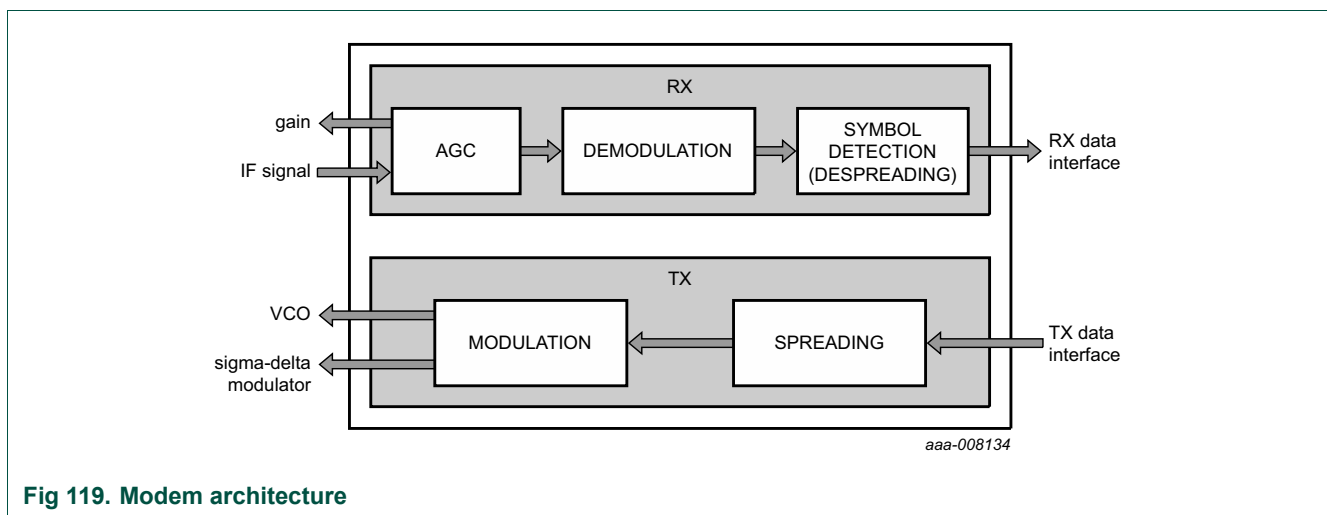 RX
gain
IF signal
AGC
DEMODULATION
SYMBOL
DETECTION
(DESPREADING)
RX data
interface
TX
VCO
sigma-delta
modulator
MODULATION
SPREADING
TX data
interface
aaa-008134
Fig 119. Modem architecture